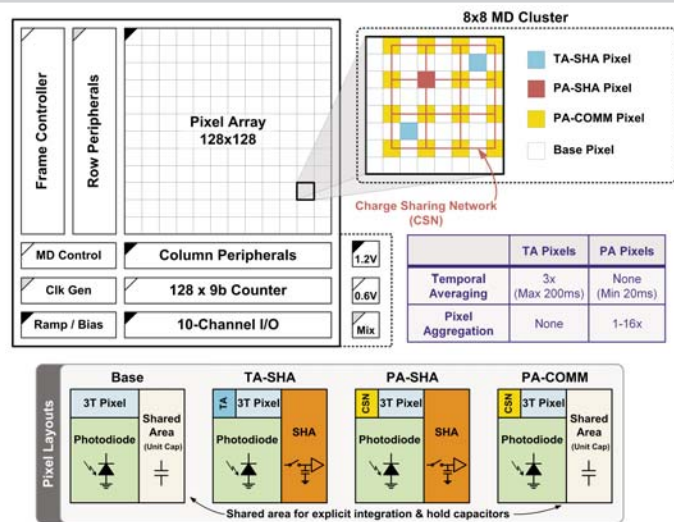 8x8 MD Cluster
Frame Controller
Row Peripherals
Pixel Array
128x128
TA-SHA Pixel
PA-SHA Pixel
PA-COMM Pixel
Base Pixel
Charge Sharing Network
(CSN)
MD Control
Column Peripherals
1.2V
Clk Gen
128 x 9b Counter
0.6V
Ramp / Bias
10-Channel I/O
Mix
TA Pixels
PA Pixels
Temporal
Averaging
3x
(Max 200ms)
None
(Min 20ms)
Pixel
Aggregation
None
1-16x
Pixel Layouts
Base
TA-SHA
PA-SHA
PA-COMM
3T Pixel
Photodiode
Shared
Area
(Unit Cap)
TA
3T Pixel
Photodiode
SHA
CSN
3T Pixel
Photodiode
SHA
CSN
3T Pixel
Photodiode
Shared
Area
(Unit Cap)
Shared area for explicit integration & hold capacitors